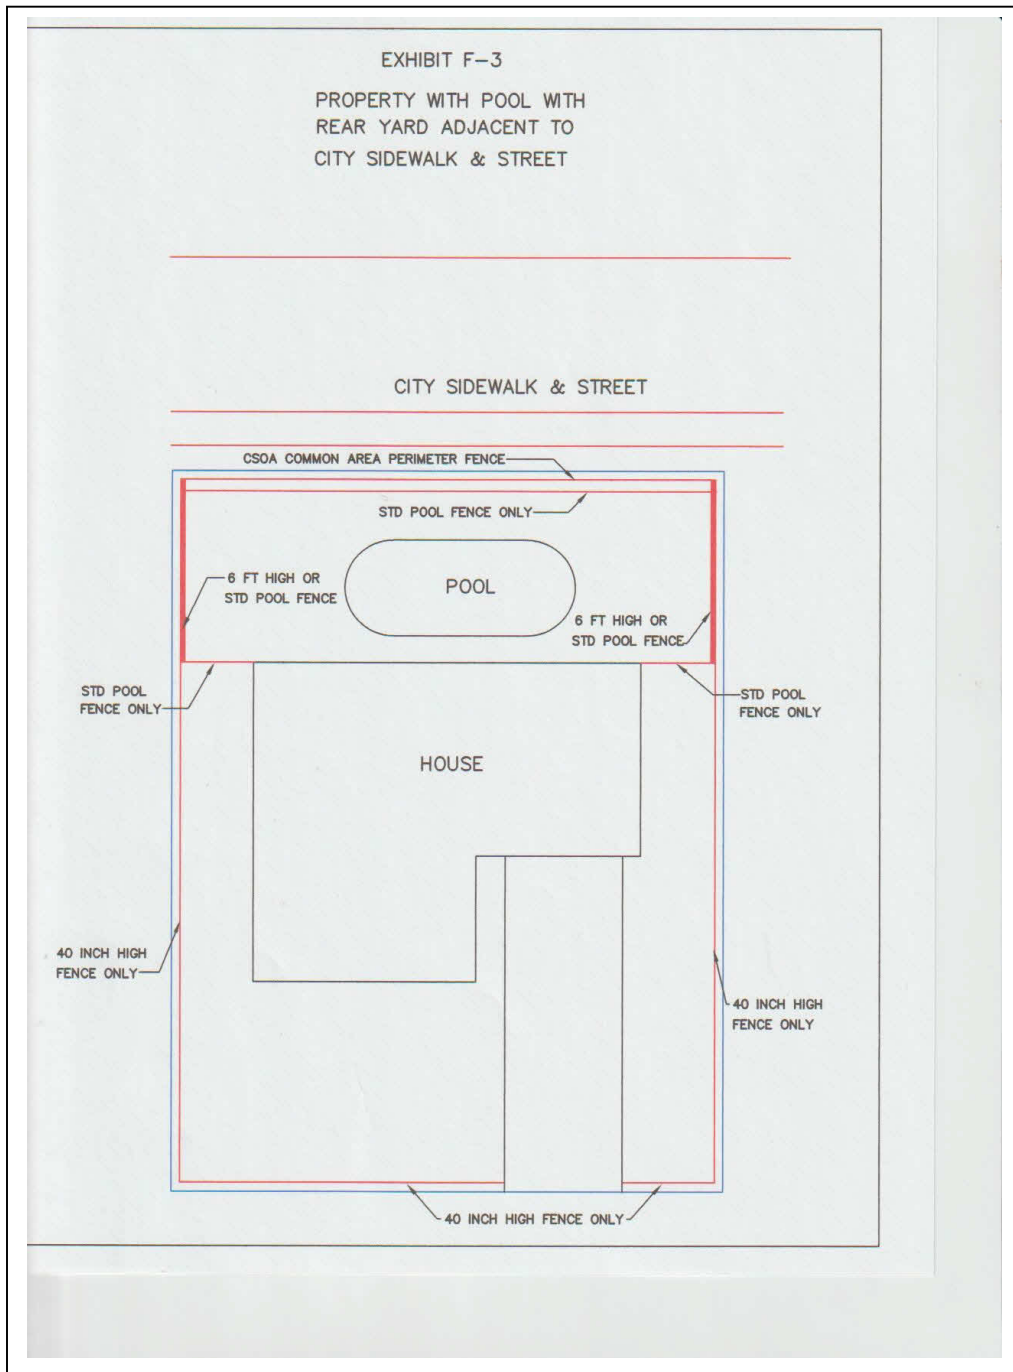 EXHIBIT F-3
PROPERTY WITH POOL WITH
REAR YARD ADJACENT TO
CITY SIDEWALK & STREET
CITY SIDEWALK & STREET
CSOA COMMON AREA PERIMETER FENCE
STD POOL FENCE ONLY
6 FT HIGH OR
STD POOL FENCE
POOL
6 FT HIGH OR
STD POOL FENCE
STD POOL
FENCE ONLY
STD POOL
FENCE ONLY
HOUSE
40 INCH HIGH
FENCE ONLY
40 INCH HIGH
FENCE ONLY
40 INCH HIGH FENCE ONLY